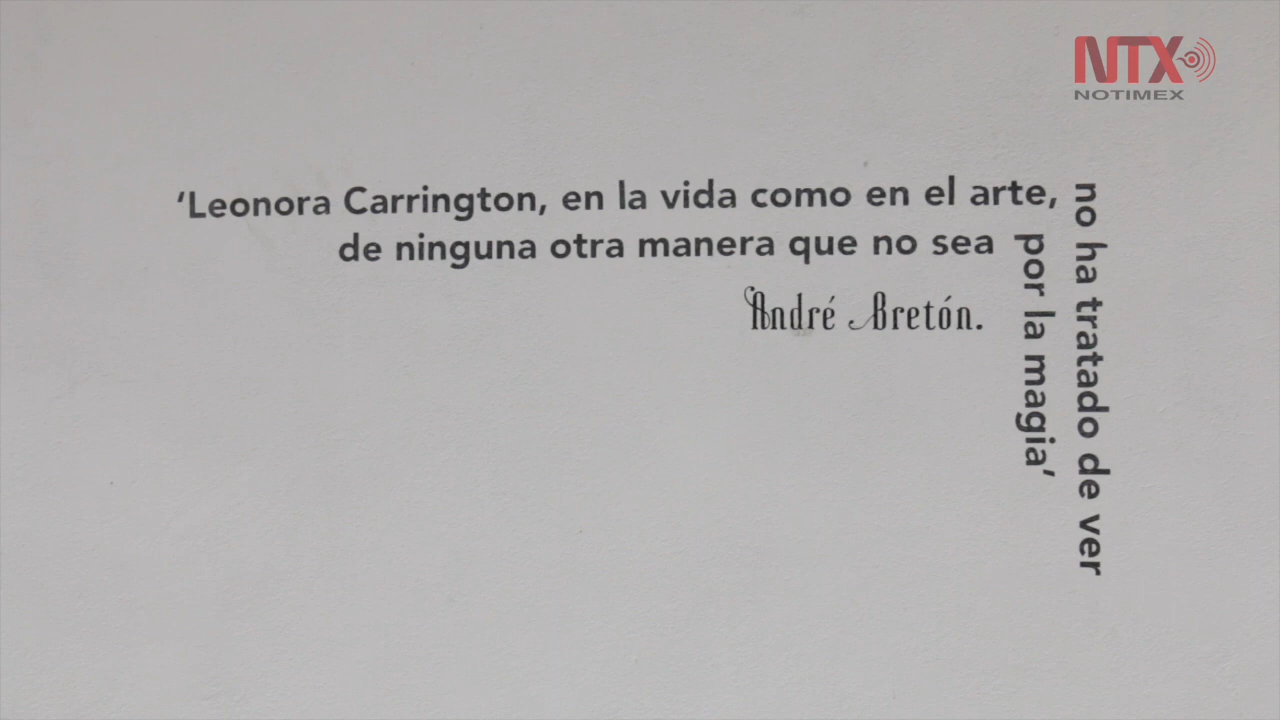 NTX
NOTIMEX
‘Leonora Carrington, en la vida como en el arte,
no ha tratado de ver
de ninguna otra manera que no sea
por la magia’
André Bretón.